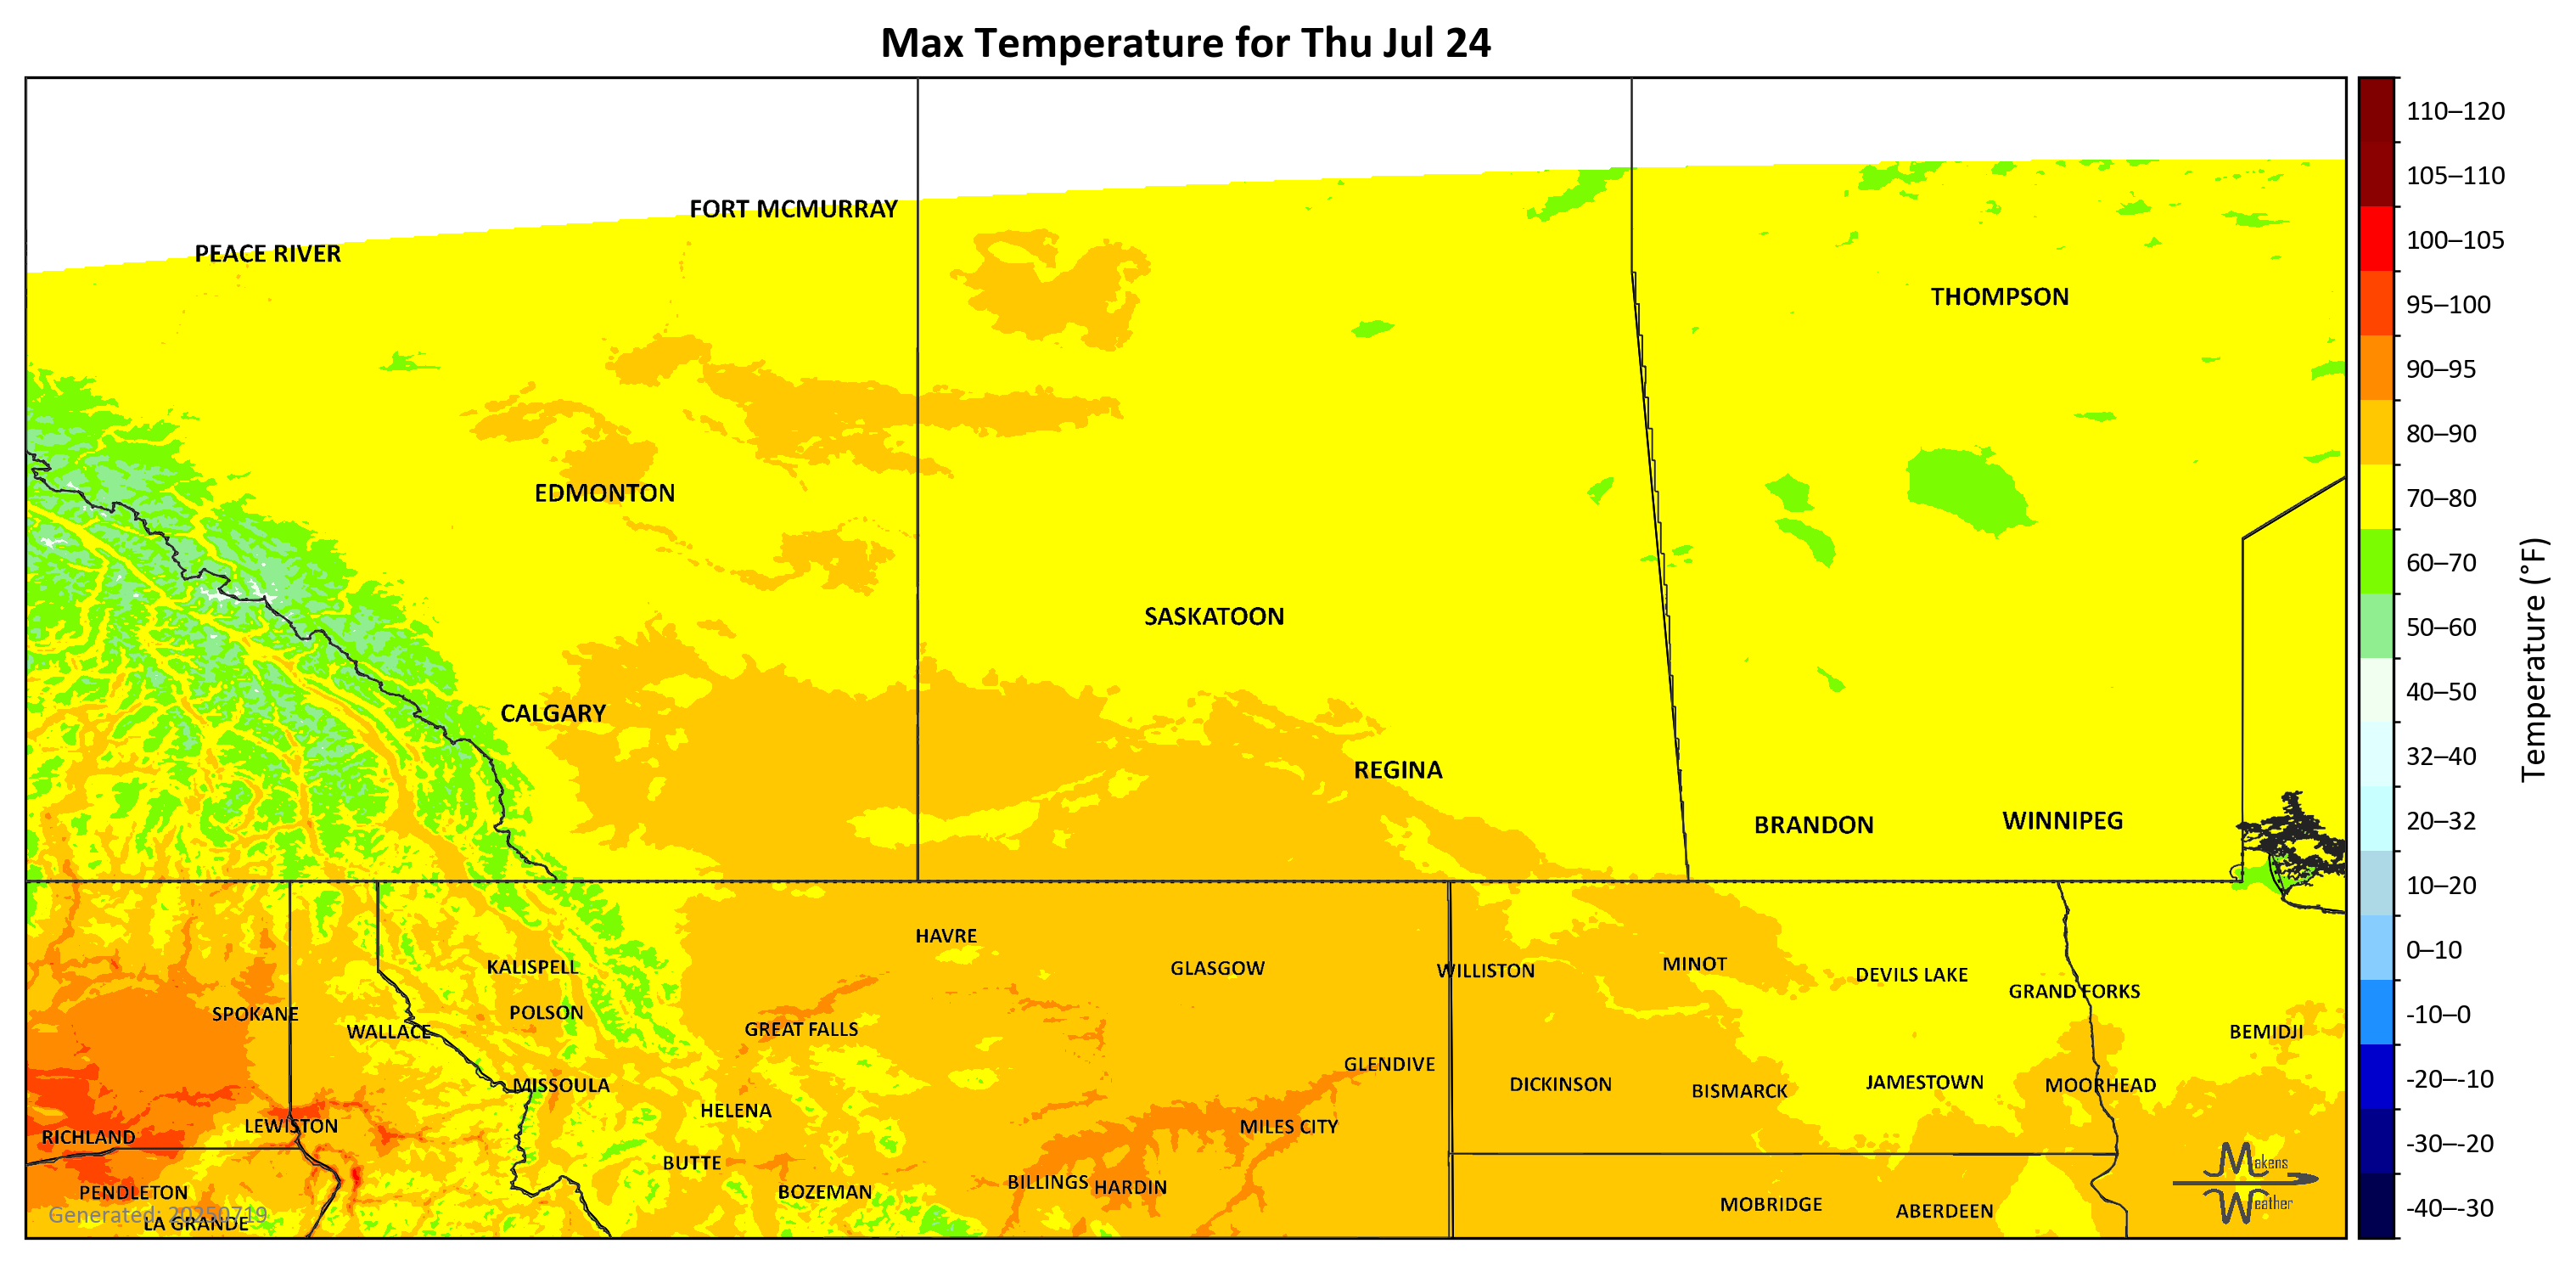 Max Temperature for Thu Jul 24
FORT MCMURRAY
PEACE RIVER
THOMPSON
EDMONTON
SASKATOON
CALGARY
REGINA
BRANDON
WINNIPEG
HAVRE
KALISPELL
GLASGOW
WILLISTON
MINOT
DEVILS LAKE
GRAND FORKS
SPOKANE
POLSON
WALLACE
GREAT FALLS
BEMIDJI
GLENDIVE
MISSOULA
DICKINSON
BISMARCK
JAMESTOWN
MOORHEAD
HELENA
LEWISTON
MILES CITY
RICHLAND
BUTTE
BILLINGS
HARDIN
PENDLETON
BOZEMAN
MOBRIDGE
ABERDEEN
LA GRANDE
Generated: 20250719
Makens
Weather
110–120
105–110
100–105
95–100
90–95
80–90
70–80
60–70
50–60
40–50
32–40
20–32
10–20
0–10
-10–0
-20–-10
-30–-20
-40–-30
Temperature (°F)